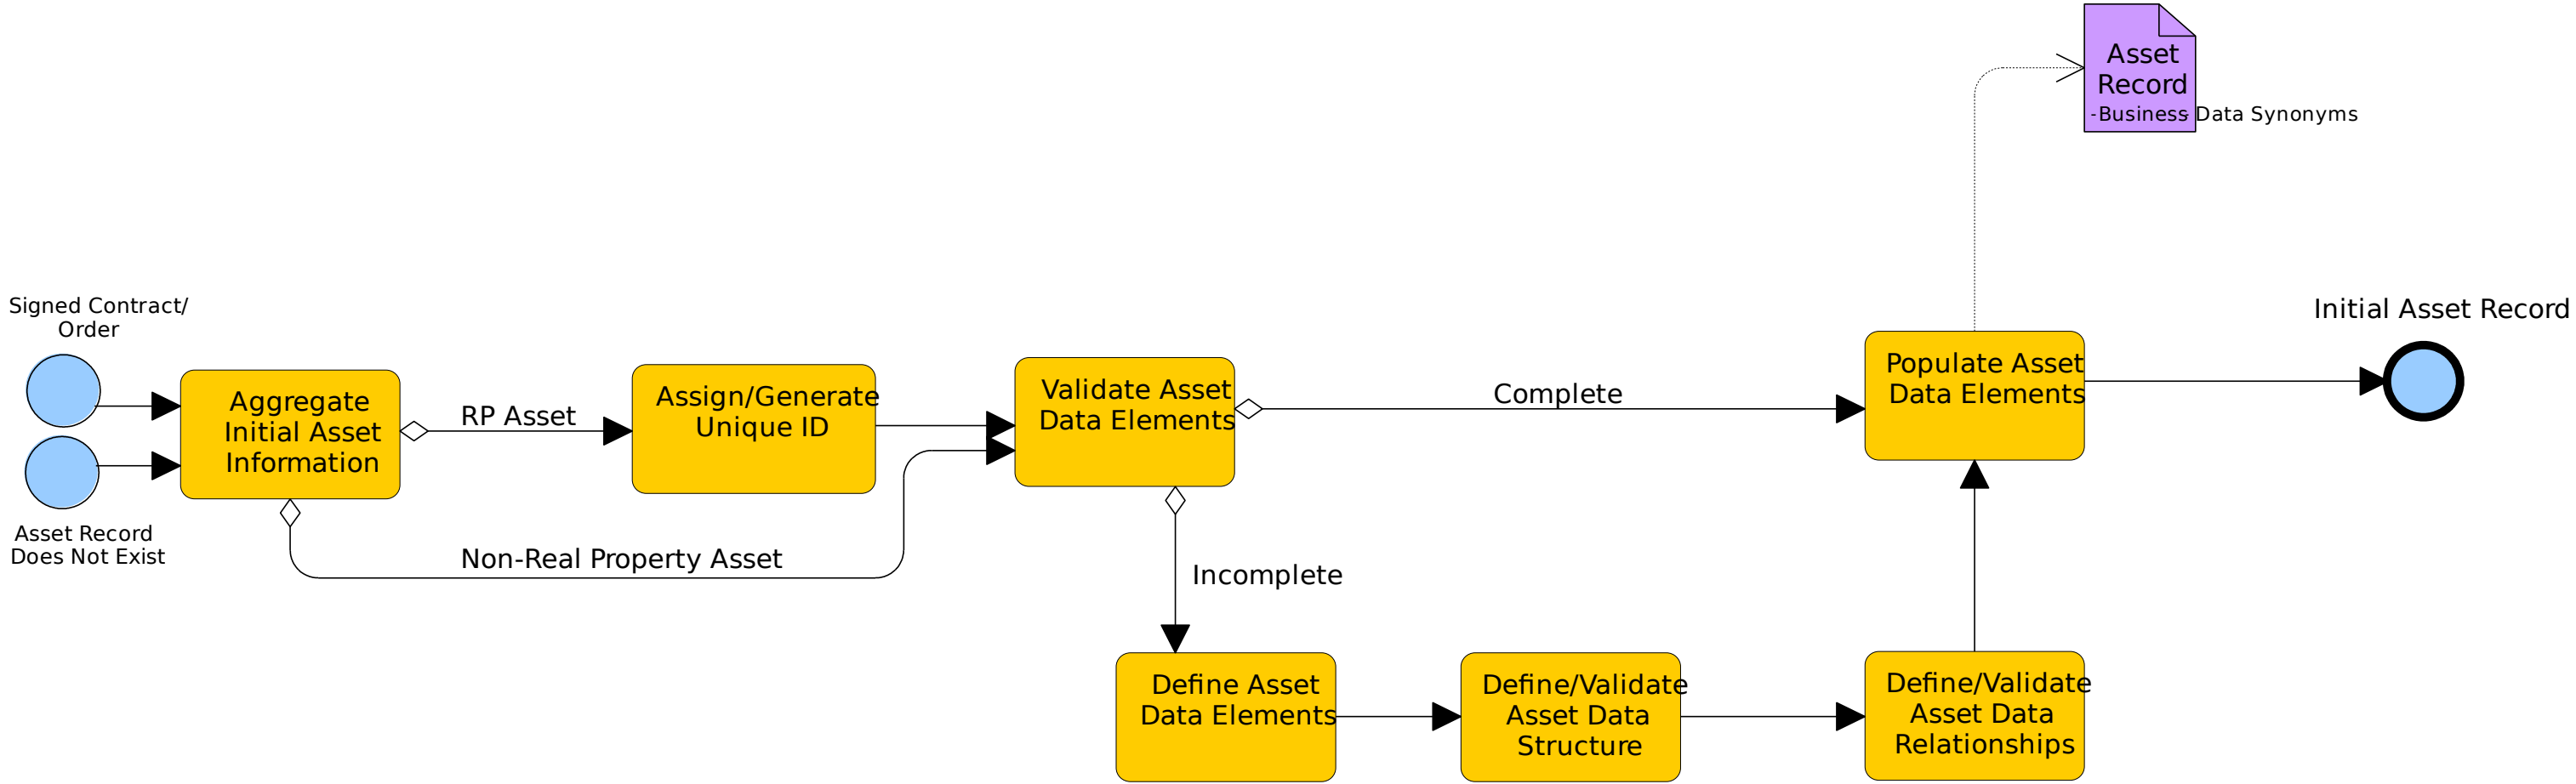 Asset
Record
-Business Data Synonyms
Signed Contract/
Order
Initial Asset Record
Aggregate
Initial Asset
Information
RP Asset
Assign/Generate
Unique ID
Validate Asset
Data Elements
Complete
Populate Asset
Data Elements
Asset Record
Does Not Exist
Non-Real Property Asset
Incomplete
Define Asset
Data Elements
Define/Validate
Asset Data
Structure
Define/Validate
Asset Data
Relationships